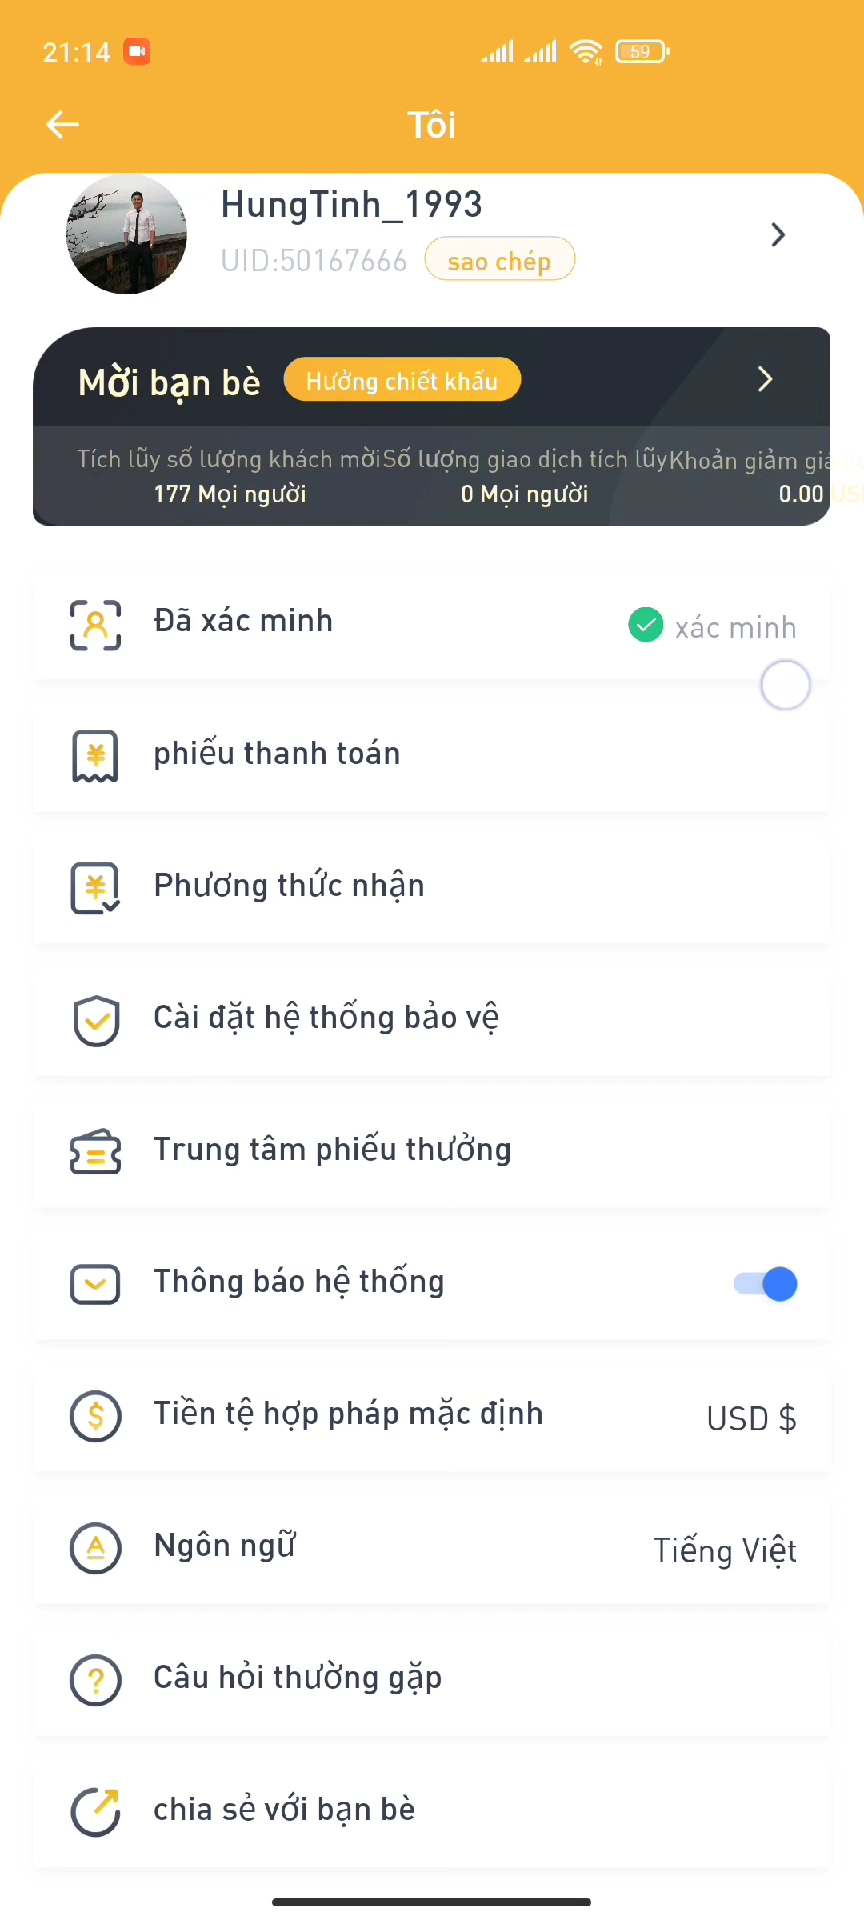 21:14
59
Tôi
HungTinh_1993
UID:50167666 sao chép
Mời bạn bè Hưởng chiết khấu
Tích lũy số lượng khách mời Số lượng giao dịch tích lũy Khoản giảm giá
177 Mọi người 0 Mọi người 0.00 US
Đã xác minh xác minh
phiếu thanh toán
Phương thức nhận
Cài đặt hệ thống bảo vệ
Trung tâm phiếu thưởng
Thông báo hệ thống
Tiền tệ hợp pháp mặc định USD $
Ngôn ngữ Tiếng Việt
Câu hỏi thường gặp
chia sẻ với bạn bè